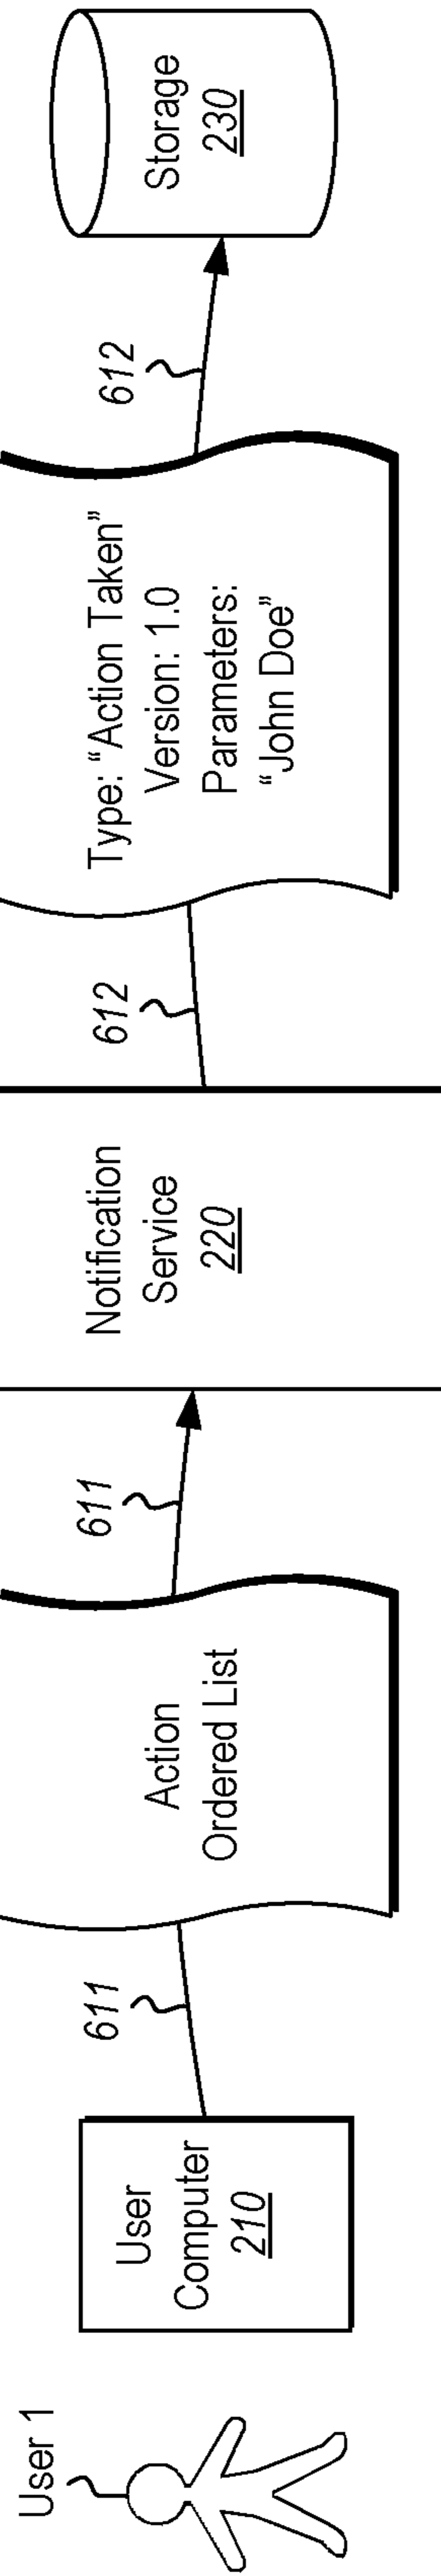 User 1
User
Computer
210
611
Action
Ordered List
611
Notification
Service
220
612
Type: “Action Taken”
Version: 1.0
Parameters:
“John Doe”
612
Storage
230